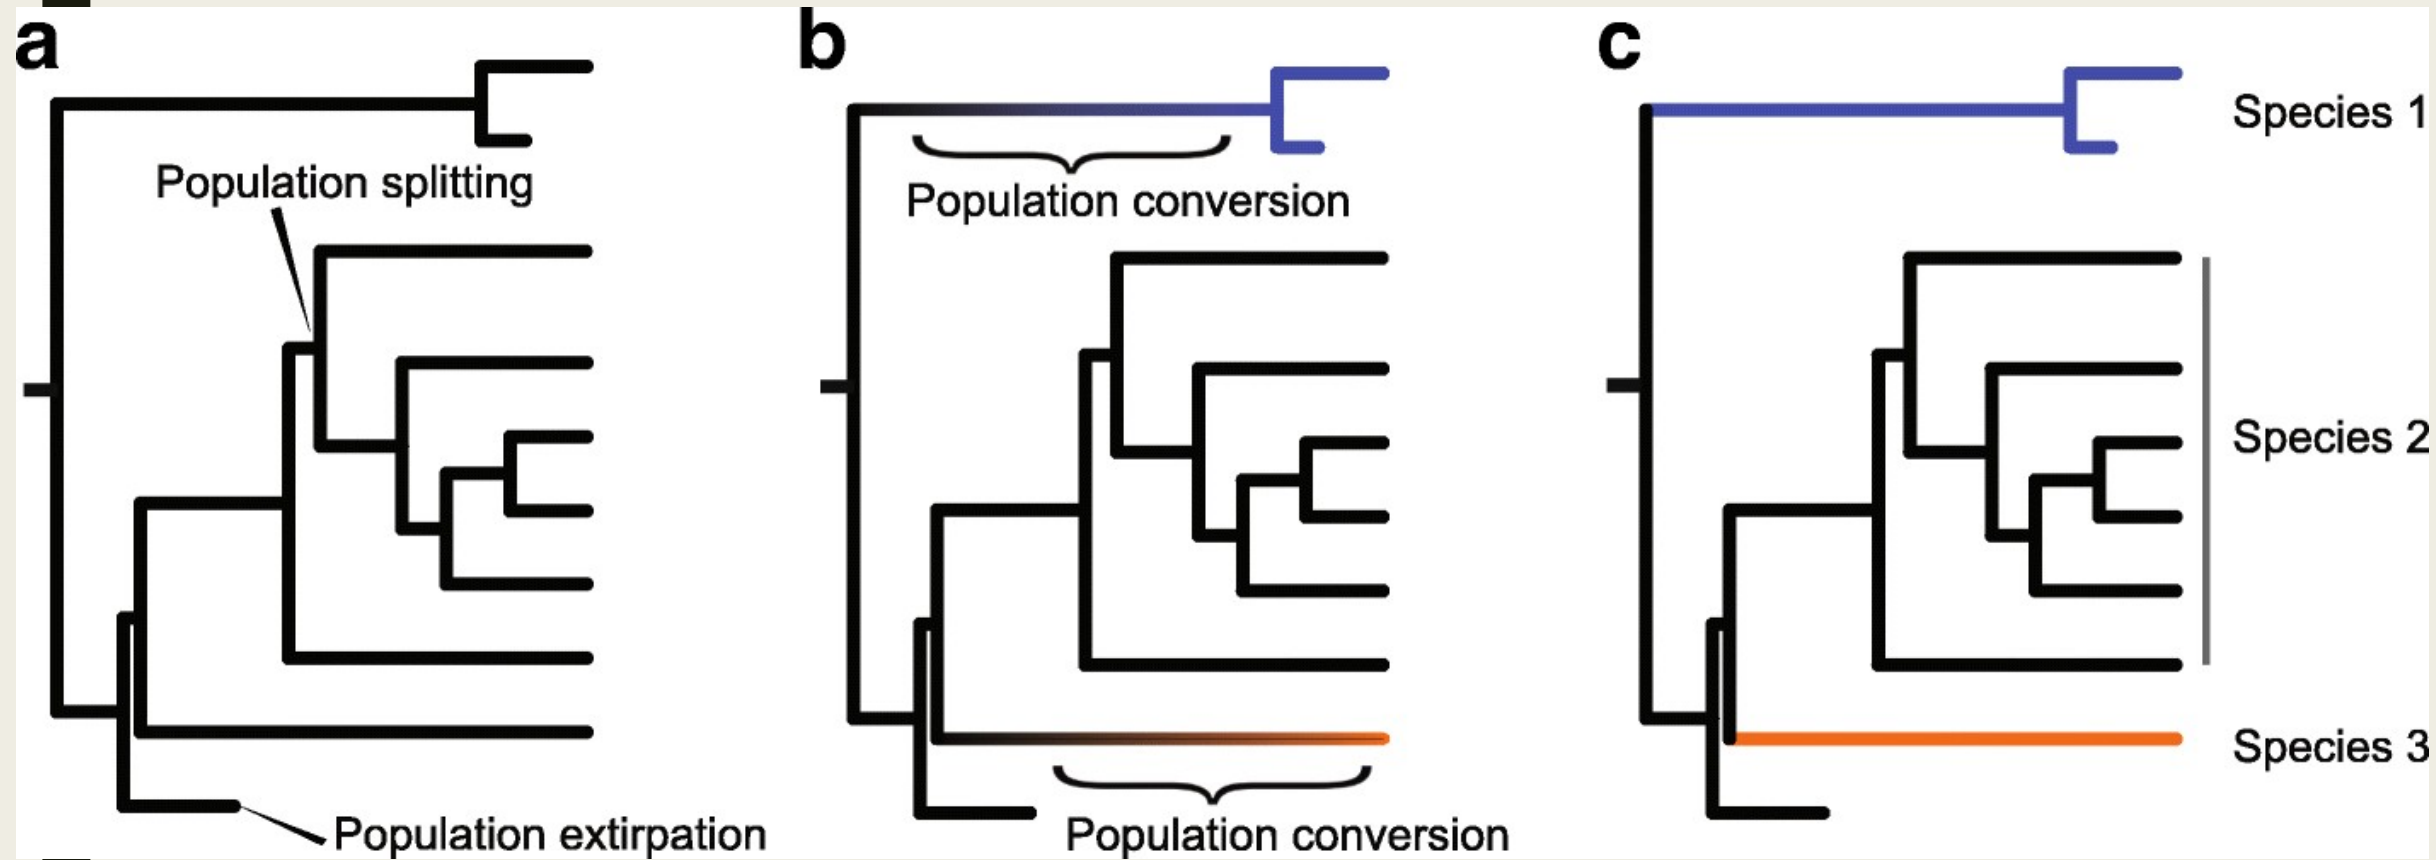 a
b
c
Species 1
Population splitting
Population conversion
Species 2
Species 3
Population extirpation
Population conversion